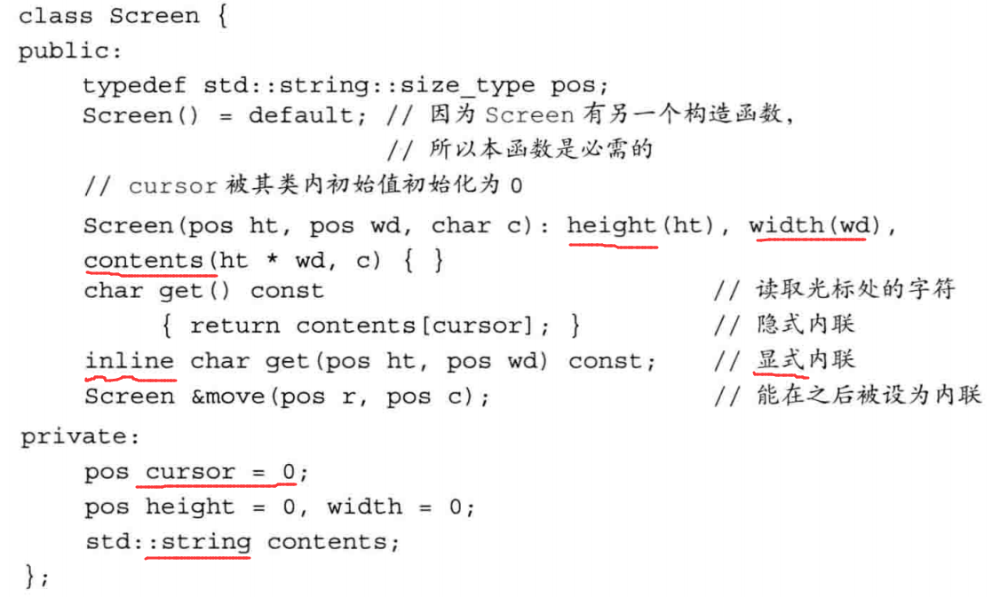 class Screen {
public:
typedef std::string::size_type pos;
Screen() = default; // 因为 Screen 有另一个构造函数,
// 所以本函数是必需的
// cursor 被其类内初始值初始化为 0
Screen(pos ht, pos wd, char c): height(ht), width(wd),
contents(ht * wd, c) { }
char get() const // 读取光标处的字符
{ return contents[cursor]; } // 隐式内联
inline char get(pos ht, pos wd) const; // 显式内联
Screen &move(pos r, pos c); // 能在之后被设为内联
private:
pos cursor = 0;
pos height = 0, width = 0;
std::string contents;
};